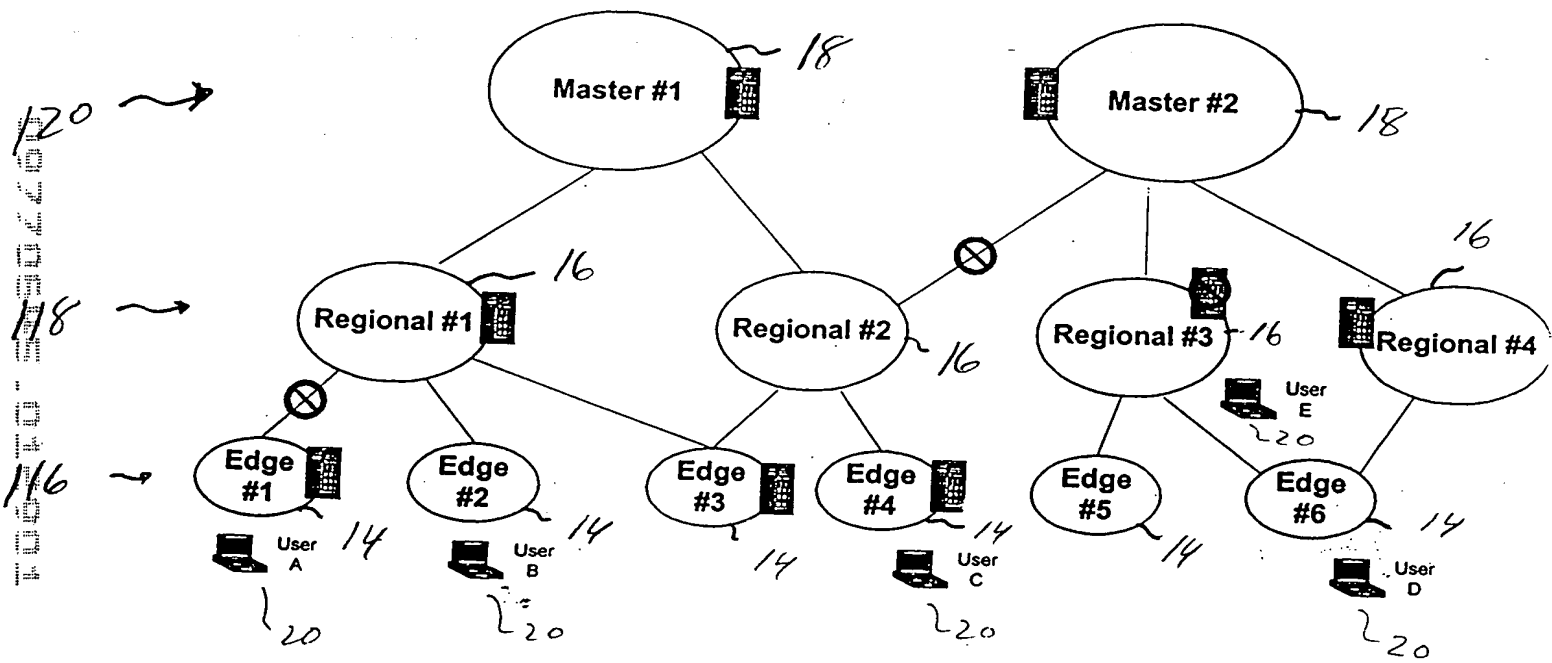 18
Master #1
Master #2
18
120
16
16
118
Regional #1
Regional #2
16
Regional #3
16
Regional #4
User
E
20
116
Edge
#1
14
Edge
#2
14
Edge
#3
14
Edge
#4
14
Edge
#5
14
Edge
#6
14
User
A
20
User
B
20
User
C
20
User
D
20